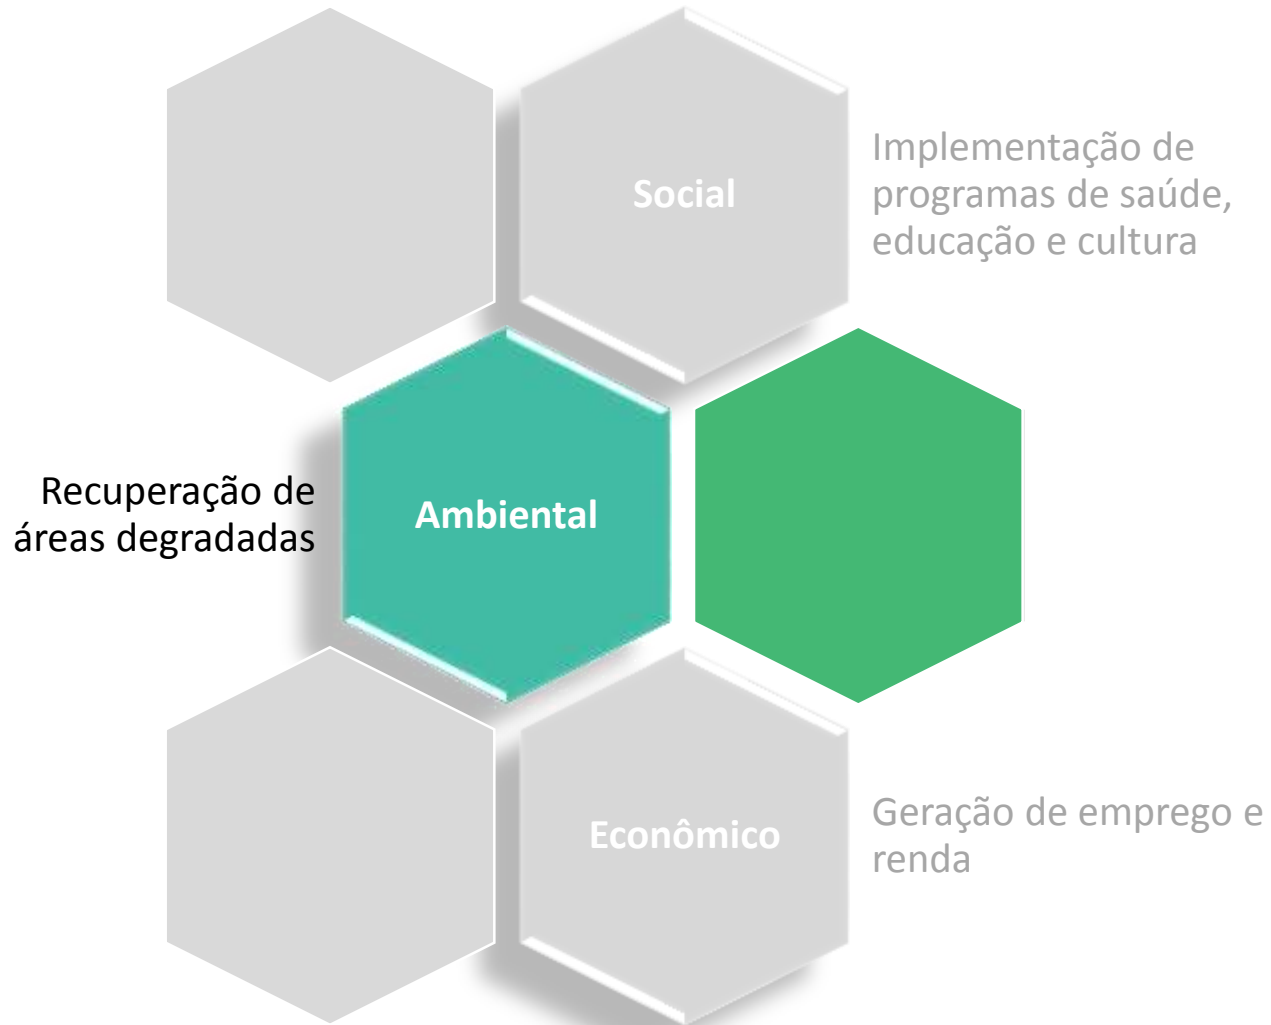 Social
Implementação de
programas de saúde,
educação e cultura
Recuperação de
áreas degradadas
Ambiental
Econômico
Geração de emprego e
renda